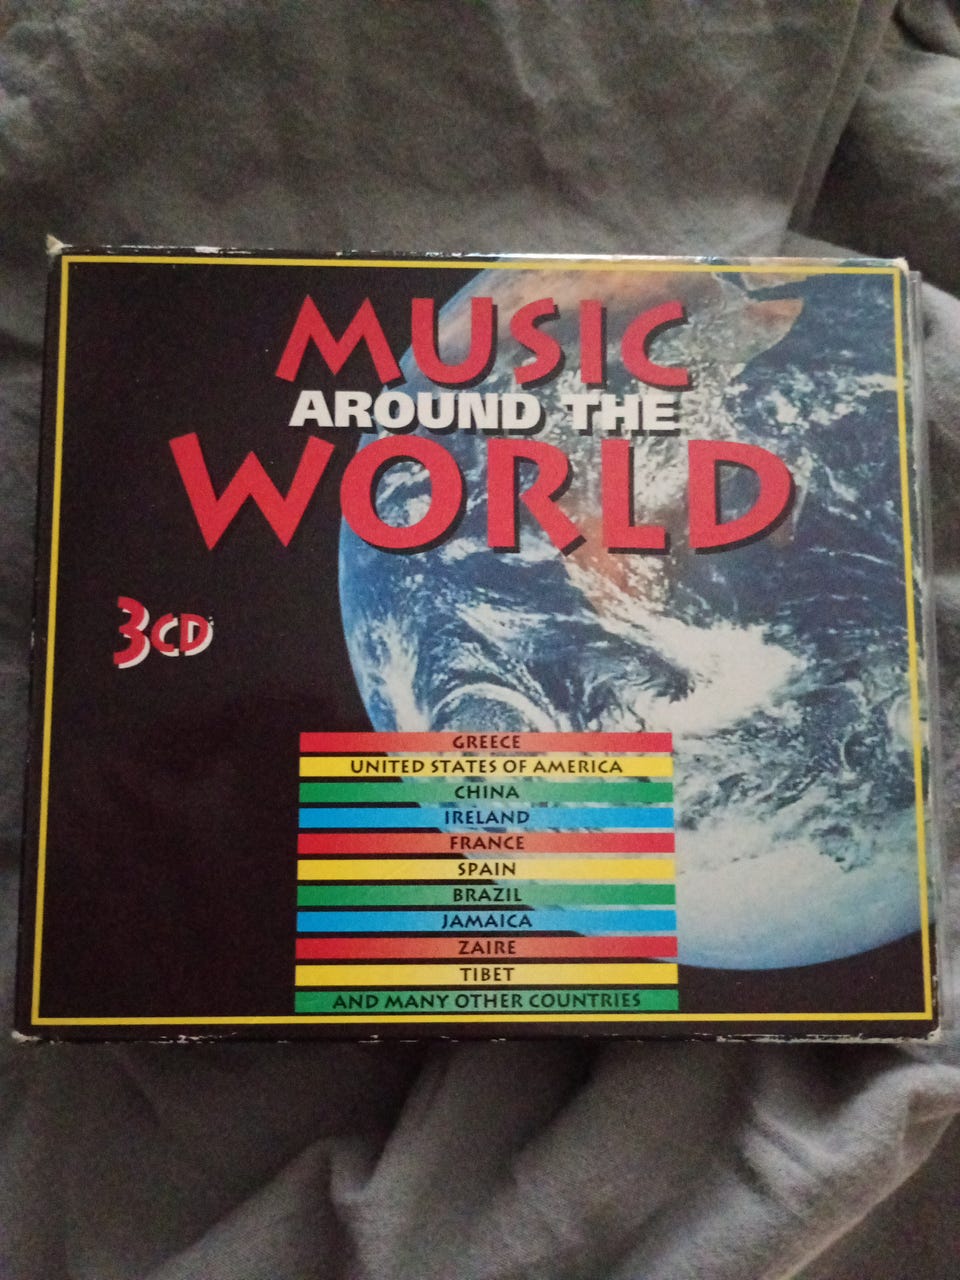 MUSIC
AROUND THE
WORLD
3CD
GREECE
UNITED STATES OF AMERICA
CHINA
IRELAND
FRANCE
SPAIN
BRAZIL
JAMAICA
ZAIRE
TIBET
AND MANY OTHER COUNTRIES